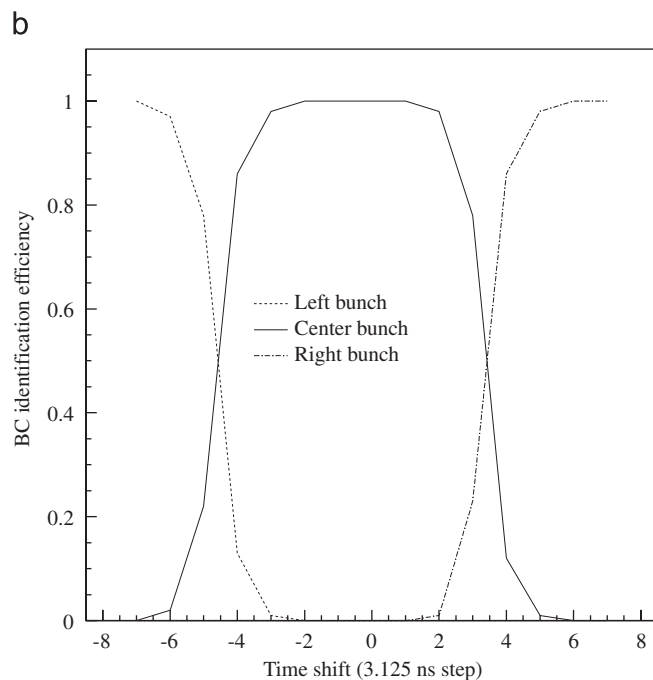 b
1
0.8
0.6
0.4
0.2
0
BC identification efficiency
Left bunch
Center bunch
Right bunch
-8 -6 -4 -2 0 2 4 6 8
Time shift (3.125 ns step)